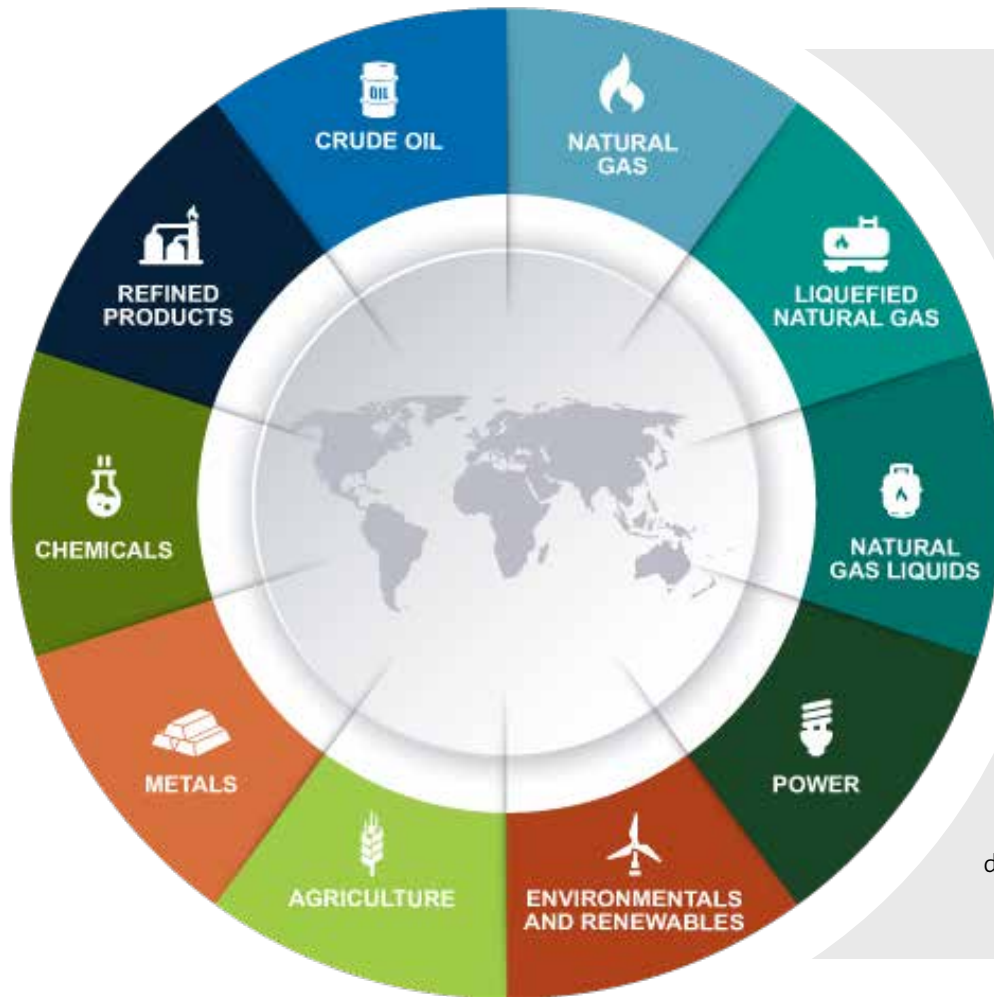 OIL
CRUDE OIL
NATURAL
GAS
LIQUEFIED
NATURAL GAS
NATURAL
GAS LIQUIDS
POWER
ENVIRONMENTALS
AND RENEWABLES
AGRICULTURE
METALS
CHEMICALS
REFINED
PRODUCTS
d